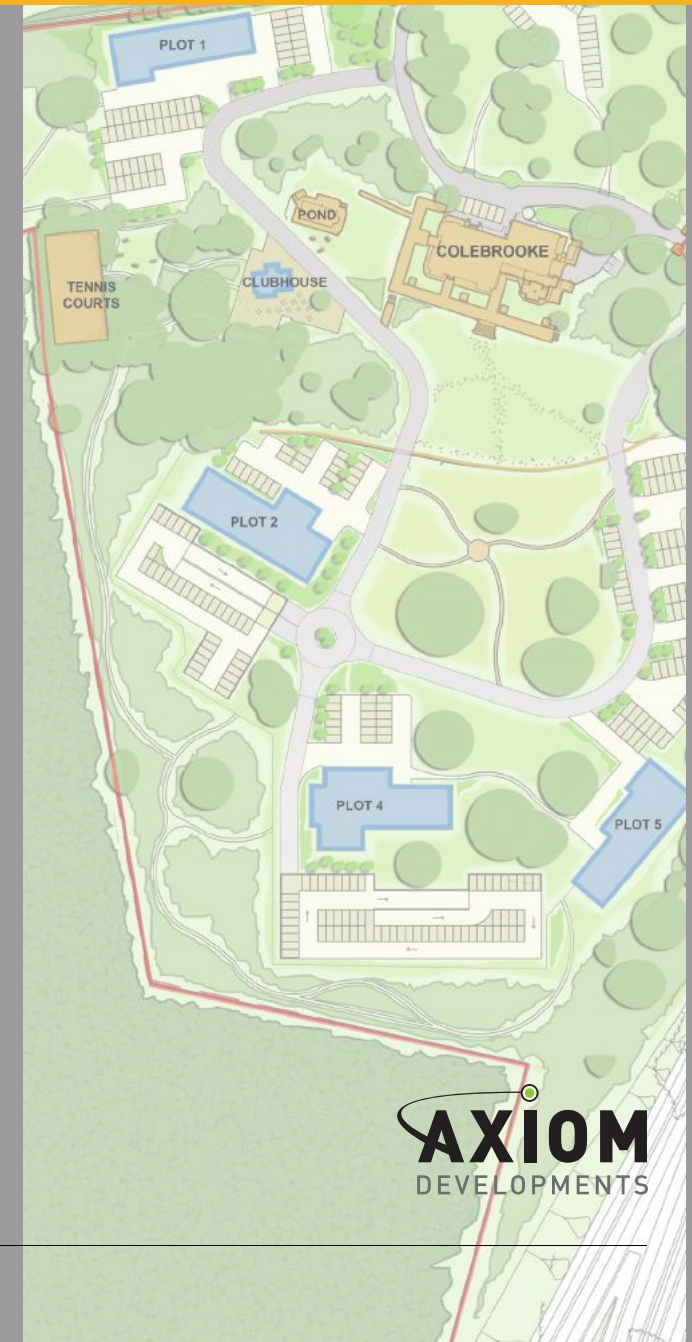 PLOT 1
POND
COLEBROOKE
CLUBHOUSE
TENNIS
COURTS
PLOT 2
PLOT 4
PLOT 5
AXIOM
DEVELOPMENTS